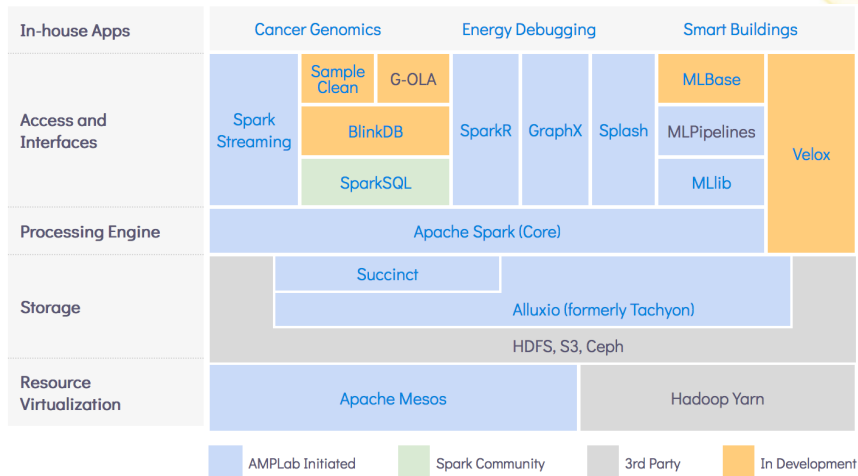 In-house Apps
Cancer Genomics
Energy Debugging
Smart Buildings
Access and
Interfaces
Spark
Streaming
Sample
Clean
G-OLA
BlinkDB
SparkSQL
SparkR
GraphX
Splash
MLBase
MLPipelines
MLlib
Velox
Processing Engine
Apache Spark (Core)
Storage
Succinct
Alluxio (formerly Tachyon)
HDFS, S3, Ceph
Resource
Virtualization
Apache Mesos
Hadoop Yarn
AMPLab Initiated
Spark Community
3rd Party
In Development